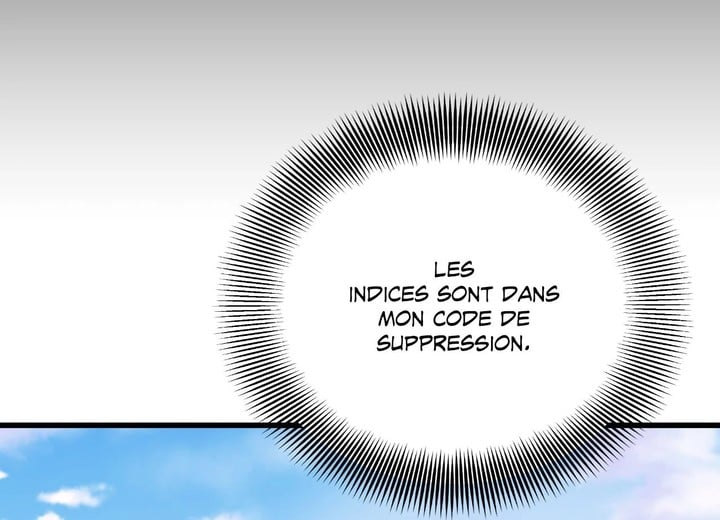 LES
INDICES SONT DANS
MON CODE DE
SUPPRESSION.